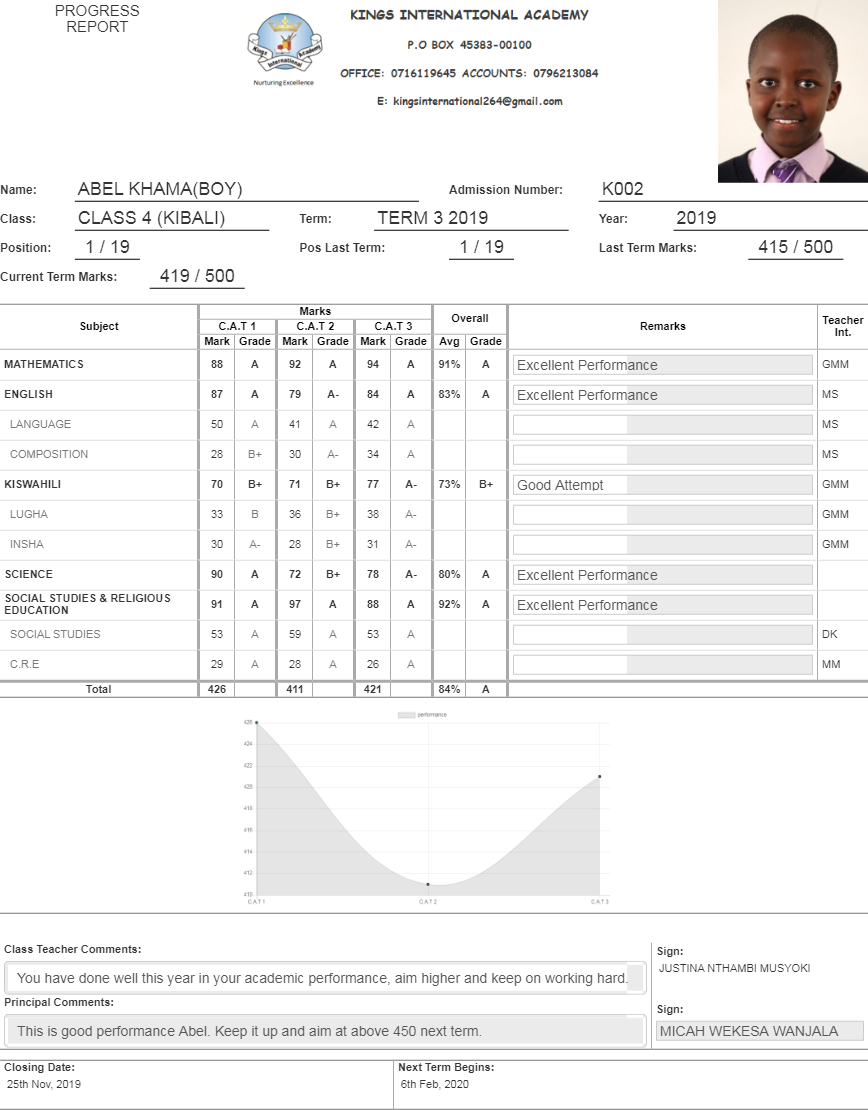 PROGRESS
REPORT
KINGS INTERNATIONAL ACADEMY
P.O BOX 45383-00100
OFFICE: 0716119645 ACCOUNTS: 0796213084
E: kingsinternational264@gmail.com
Kings Academy
International
Nurturing Excellence
Name: ABEL KHAMA(BOY) Admission Number: K002
Class: CLASS 4 (KIBALI) Term: TERM 3 2019 Year: 2019
Position: 1 / 19 Pos Last Term: 1 / 19 Last Term Marks: 415 / 500
Current Term Marks: 419 / 500
Subject Marks Overall Remarks Teacher Int.
C.A.T 1 C.A.T 2 C.A.T 3
Mark Grade Mark Grade Mark Grade Avg Grade
MATHEMATICS 88 A 92 A 94 A 91% A Excellent Performance GMM
ENGLISH 87 A 79 A- 84 A 83% A Excellent Performance MS
LANGUAGE 50 A 41 A 42 A MS
COMPOSITION 28 B+ 30 A- 34 A MS
KISWAHILI 70 B+ 71 B+ 77 A- 73% B+ Good Attempt GMM
LUGHA 33 B 36 B+ 38 A- GMM
INSHA 30 A- 28 B+ 31 A- GMM
SCIENCE 90 A 72 B+ 78 A- 80% A Excellent Performance
SOCIAL STUDIES & RELIGIOUS
EDUCATION 91 A 97 A 88 A 92% A Excellent Performance
SOCIAL STUDIES 53 A 59 A 53 A DK
C.R.E 29 A 28 A 26 A MM
Total 426 411 421 84% A
performance
426
424
422
420
418
416
414
412
410
CAT1 CAT2 CAT3
Class Teacher Comments:
You have done well this year in your academic performance, aim higher and keep on working hard.
Sign:
JUSTINA NTHAMBI MUSYOKI
Principal Comments:
This is good performance Abel. Keep it up and aim at above 450 next term.
Sign:
MICAH WEKESA WANJALA
Closing Date: Next Term Begins:
25th Nov, 2019 6th Feb, 2020